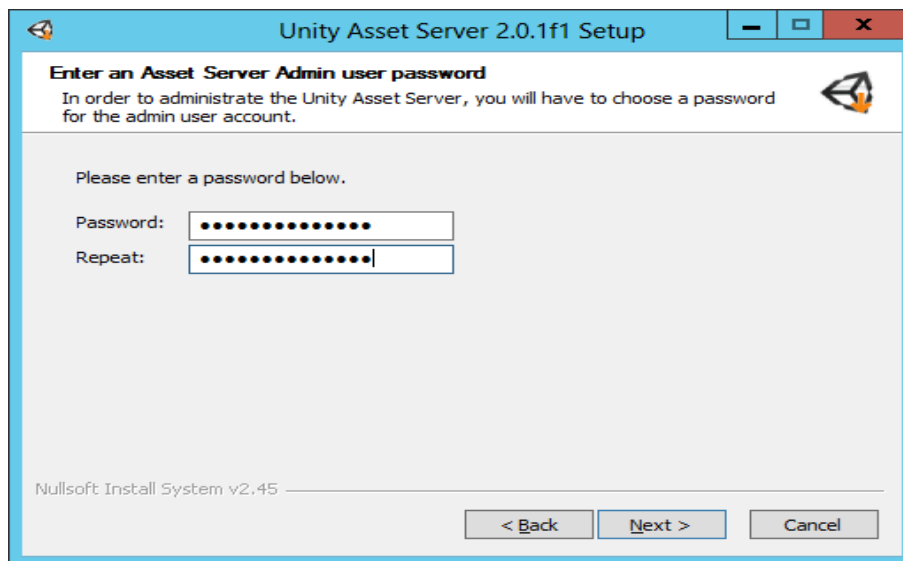 Unity Asset Server 2.0.1f1 Setup
Enter an Asset Server Admin user password
In order to administrate the Unity Asset Server, you will have to choose a password
for the admin user account.
Please enter a password below.
Password: ●●●●●●●●●●●●●●
Repeat: ●●●●●●●●●●●●●●
Nullsoft Install System v2.45
< Back Next > Cancel